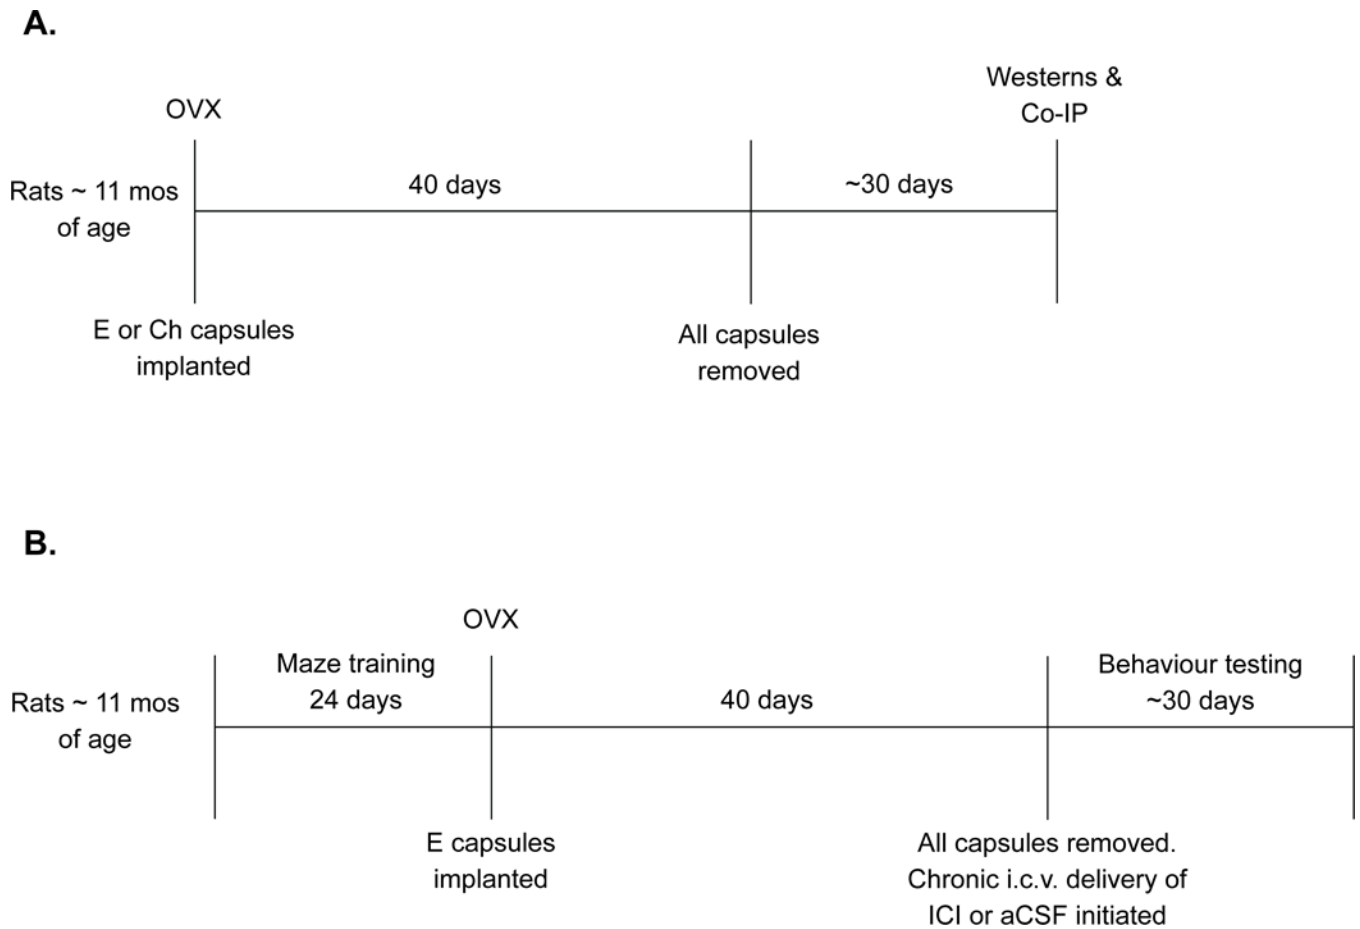 A.
OVX
Westerns &
Co-IP
Rats ~ 11 mos
of age
40 days
~30 days
E or Ch capsules
implanted
All capsules
removed
B.
OVX
Rats ~ 11 mos
of age
Maze training
24 days
40 days
Behaviour testing
~30 days
E capsules
implanted
All capsules removed.
Chronic i.c.v. delivery of
ICI or aCSF initiated